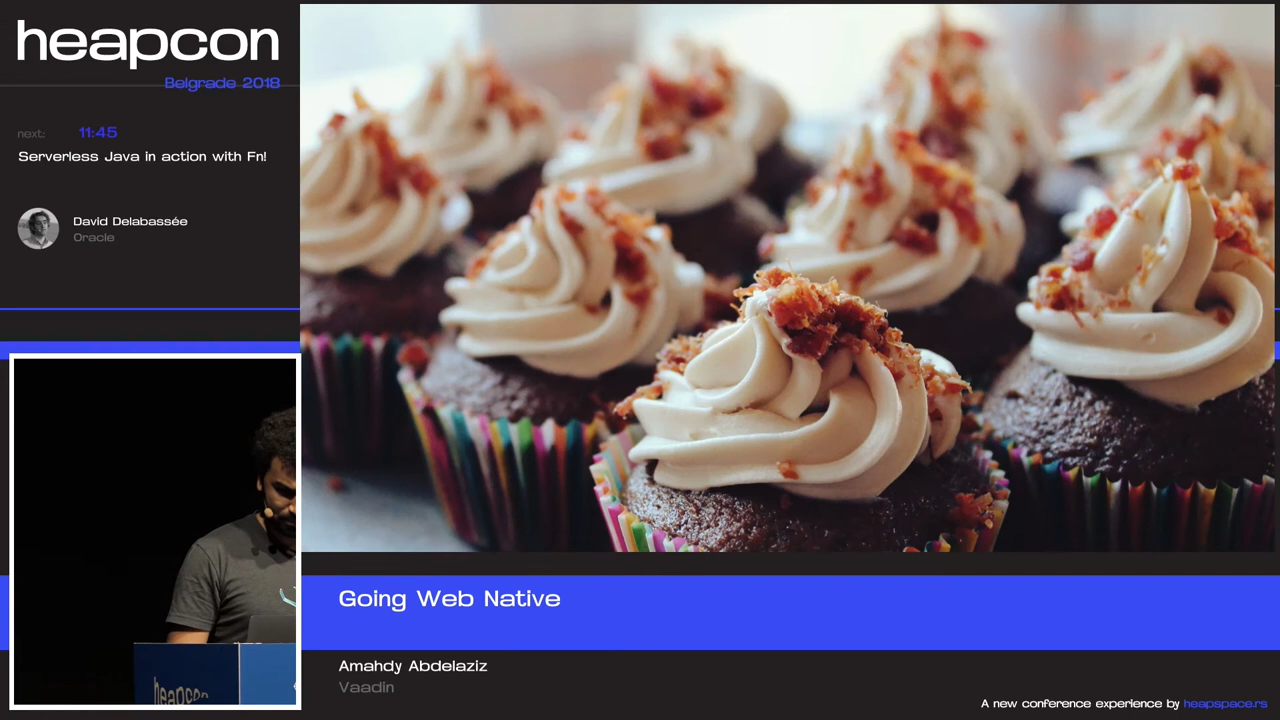 heapcon
Belgrade 2018
next: 11:45
Serverless Java in action with Fn!
David Delabassée
Oracle
heapcon
Going Web Native
Amahdy Abdelaziz
Vaadin
A new conference experience by heapspace.rs